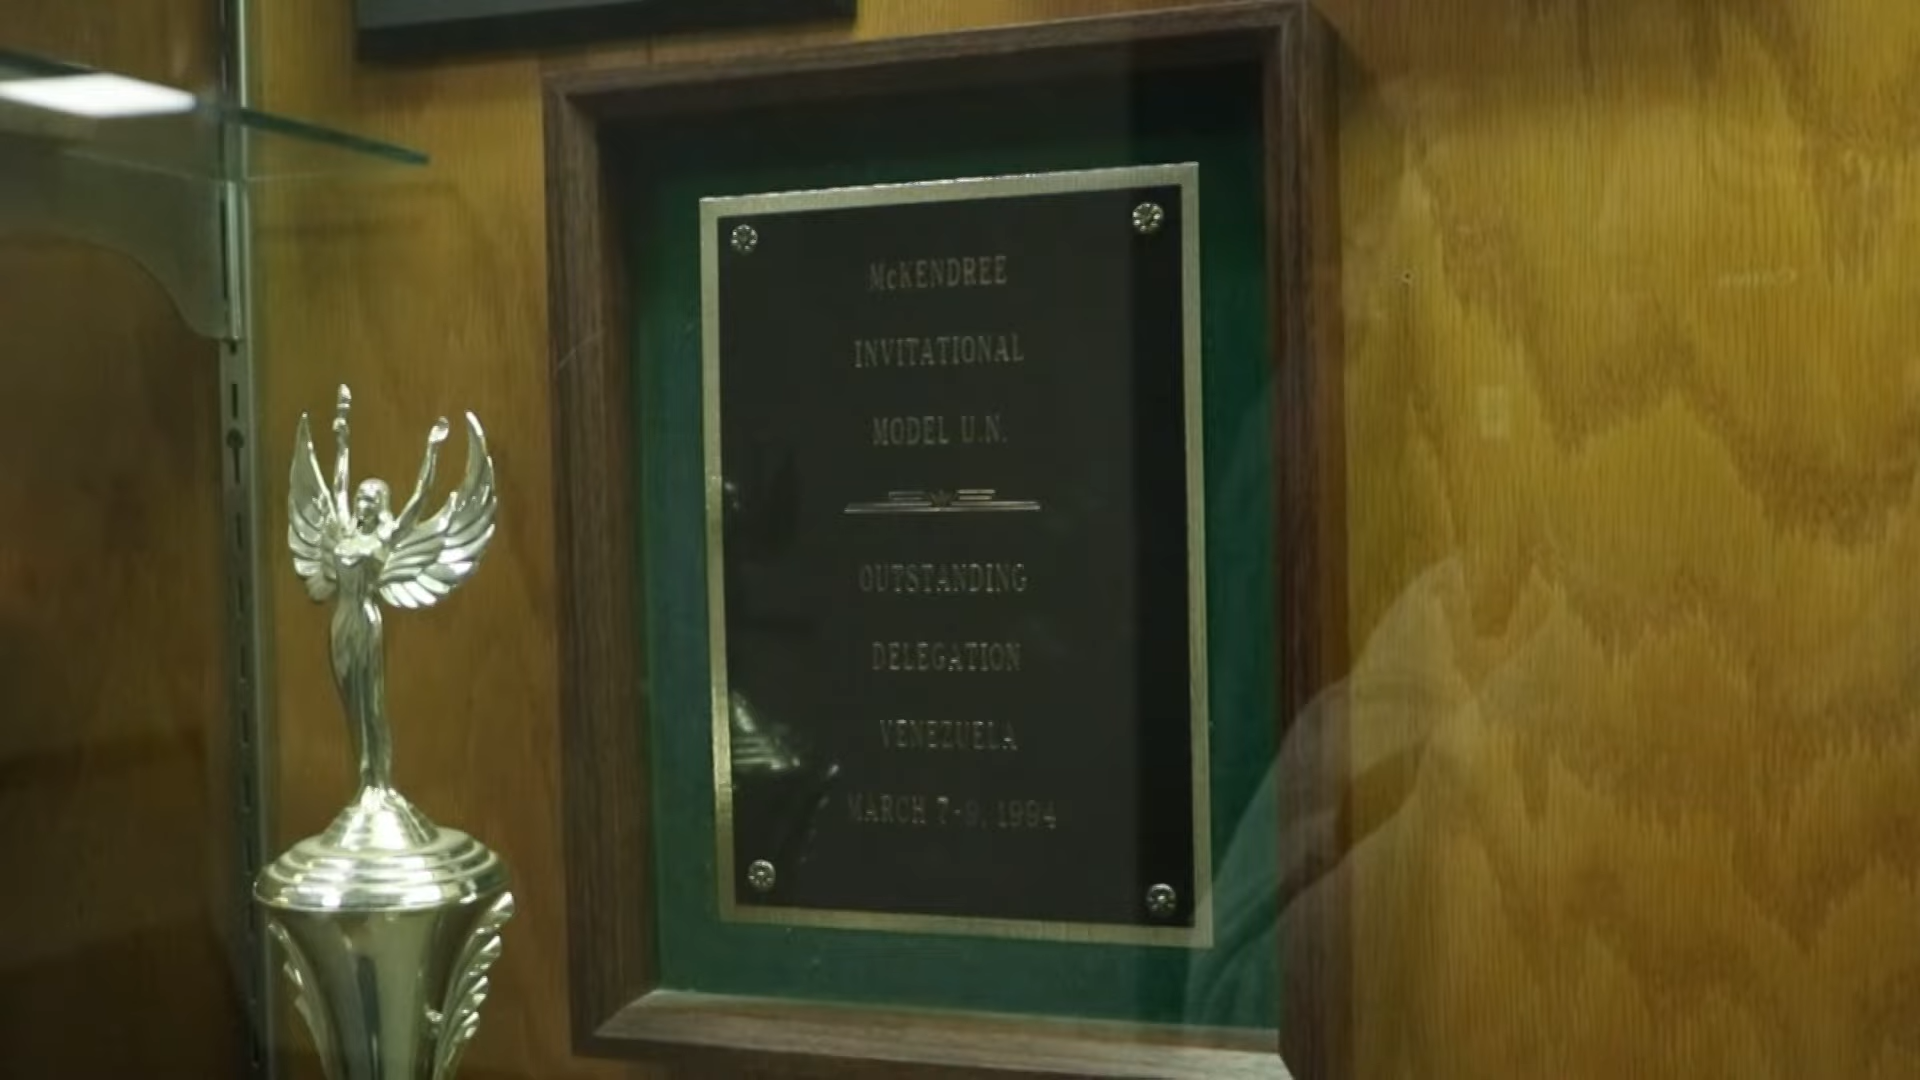 McKENDREE
INVITATIONAL
MODEL U.N.
OUTSTANDING
DELEGATION
VENEZUELA
MARCH 7-9, 1994